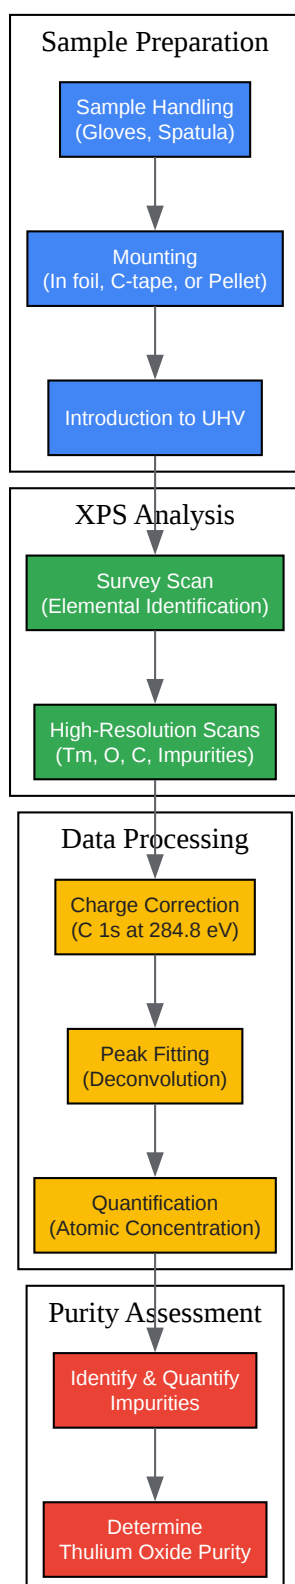 Sample Preparation
Sample Handling
(Gloves, Spatula)
Mounting
(In foil, C-tape, or Pellet)
Introduction to UHV
XPS Analysis
Survey Scan
(Elemental Identification)
High-Resolution Scans
(Tm, O, C, Impurities)
Data Processing
Charge Correction
(C 1s at 284.8 eV)
Peak Fitting
(Deconvolution)
Quantification
(Atomic Concentration)
Purity Assessment
Identify & Quantify
Impurities
Determine
Thulium Oxide Purity